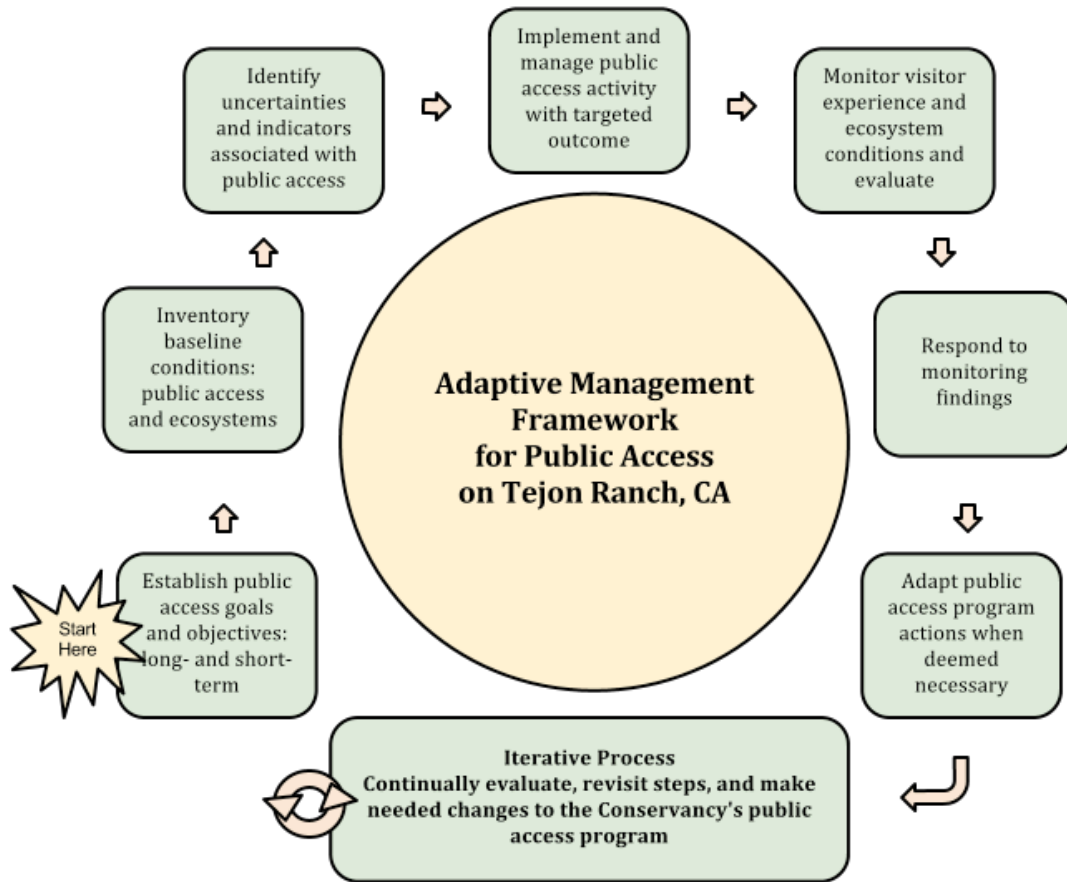 Implement and
manage public
access activity
with targeted
outcome
Identify
uncertainties
and indicators
associated with
public access
Monitor visitor
experience and
ecosystem
conditions and
evaluate
Inventory
baseline
conditions:
public access
and ecosystems
Respond to
monitoring
findings
Adaptive Management
Framework
for Public Access
on Tejon Ranch, CA
Start
Here
Establish public
access goals
and objectives:
long- and short-
term
Adapt public
access program
actions when
deemed
necessary
Iterative Process
Continually evaluate, revisit steps, and make
needed changes to the Conservancy's public
access program